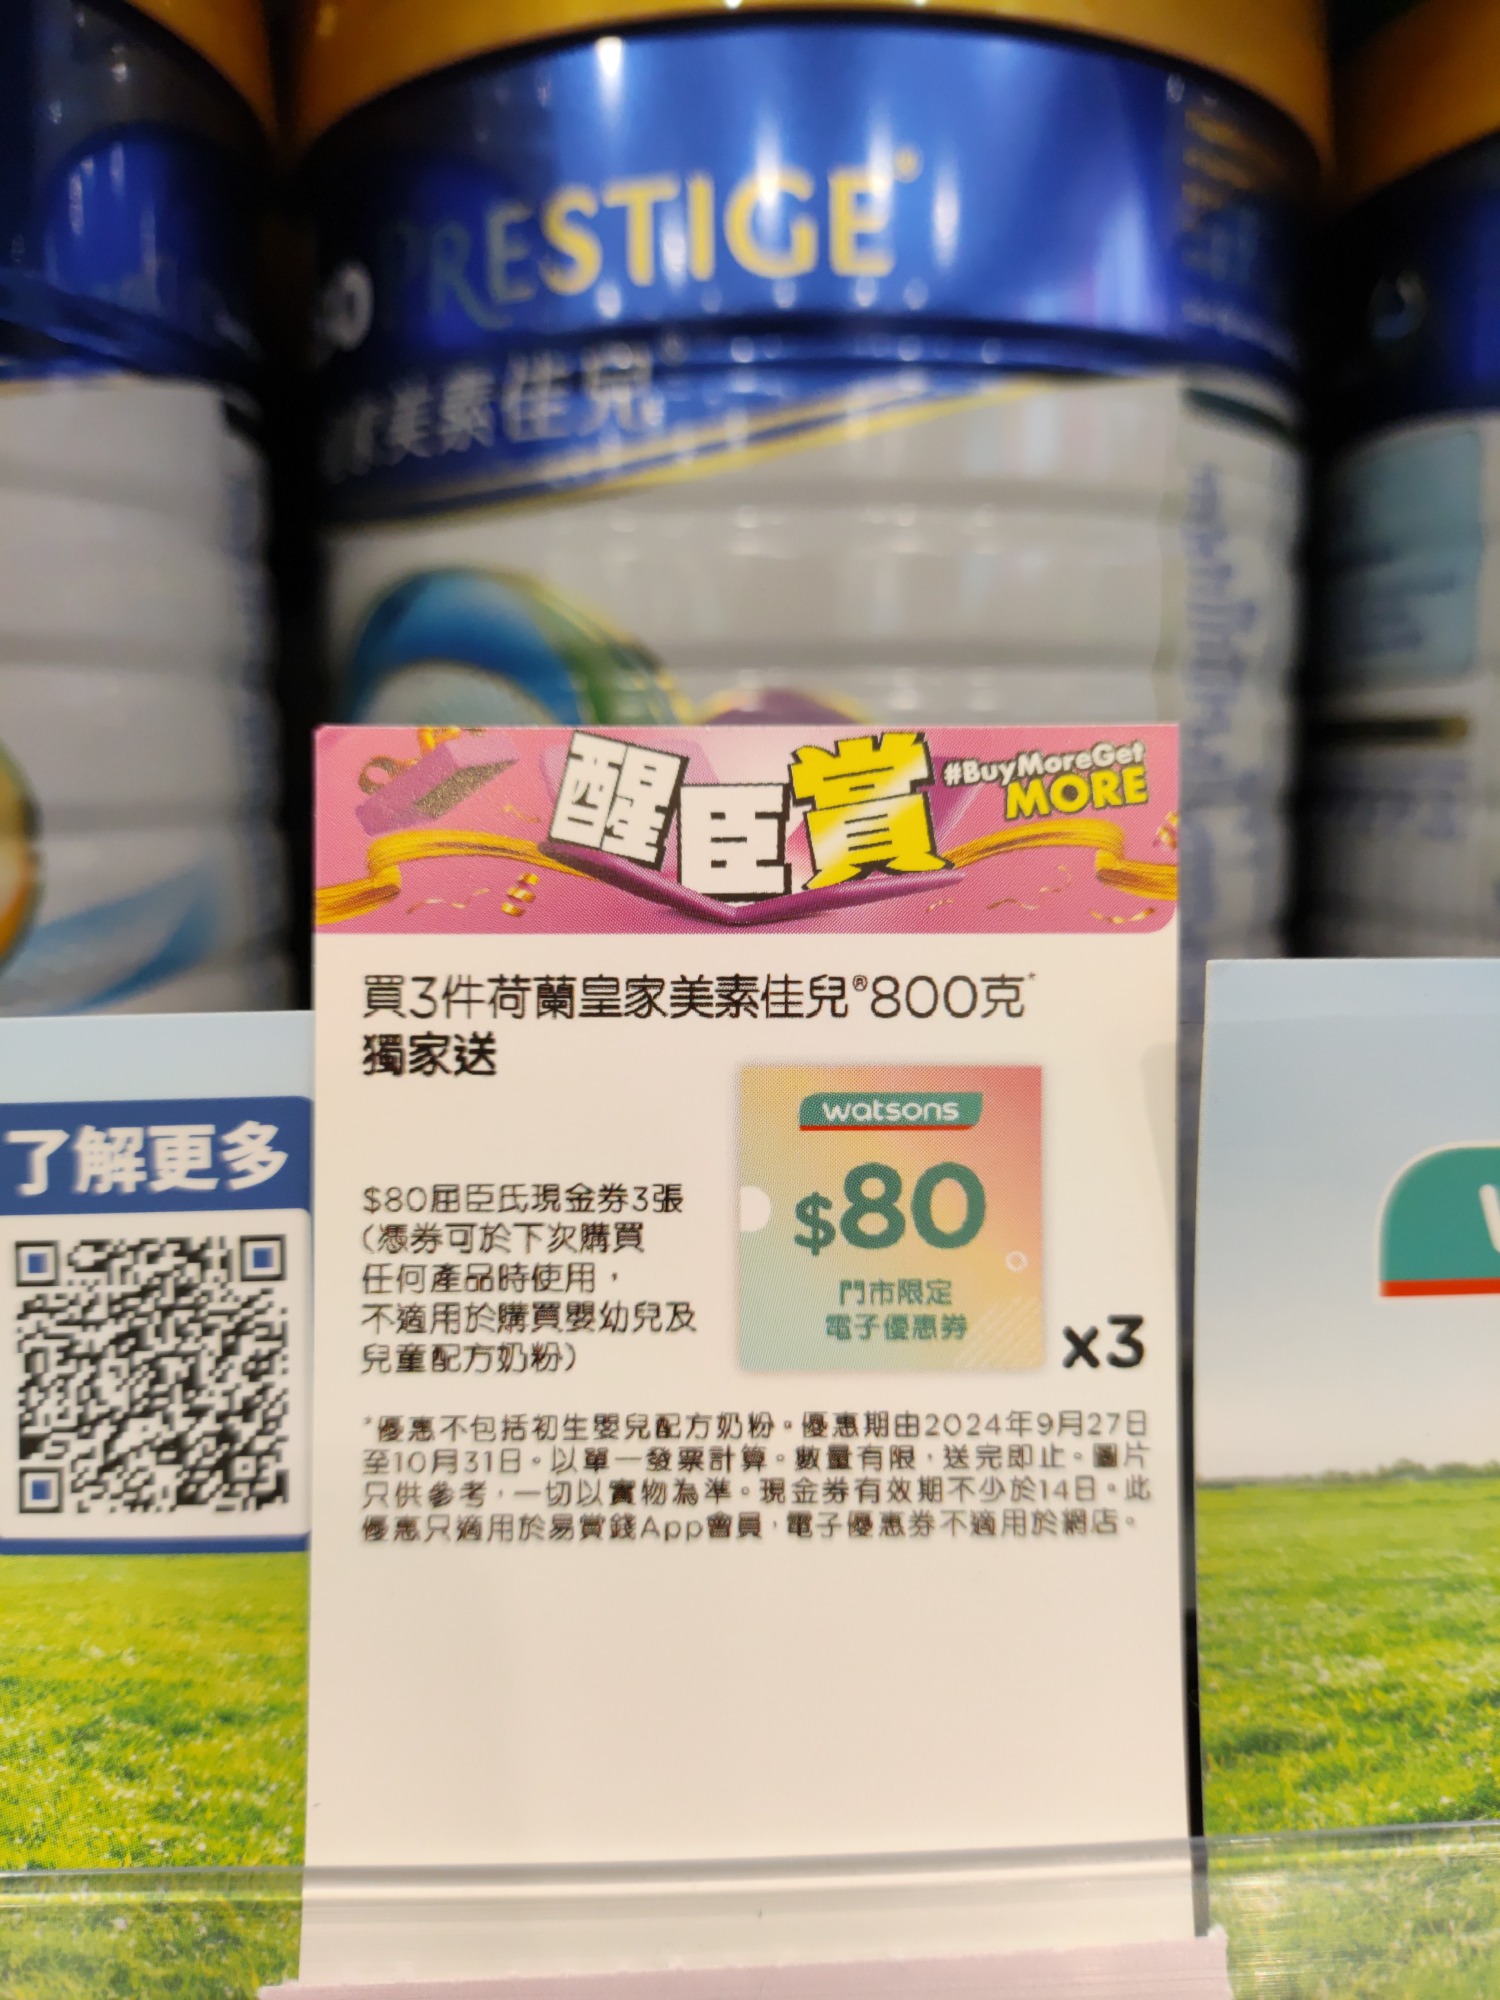 PRESTIGE®
美素佳兒®
醒臣賞
#BuyMoreGet
MORE
買3件荷蘭皇家美素佳兒®800克*
獨家送
watsons
$80
門市限定
電子優惠券
x3
$80屈臣氏現金券3張
(憑券可於下次購買
任何產品時使用，
不適用於購買嬰幼兒及
兒童配方奶粉)
*優惠不包括初生嬰兒配方奶粉。優惠期由2024年9月27日
至10月31日。以單一發票計算。數量有限，送完即止。圖片
只供參考，一切以實物為準。現金券有效期不少於14日。此
優惠只適用於易賞錢App會員，電子優惠券不適用於網店。
了解更多